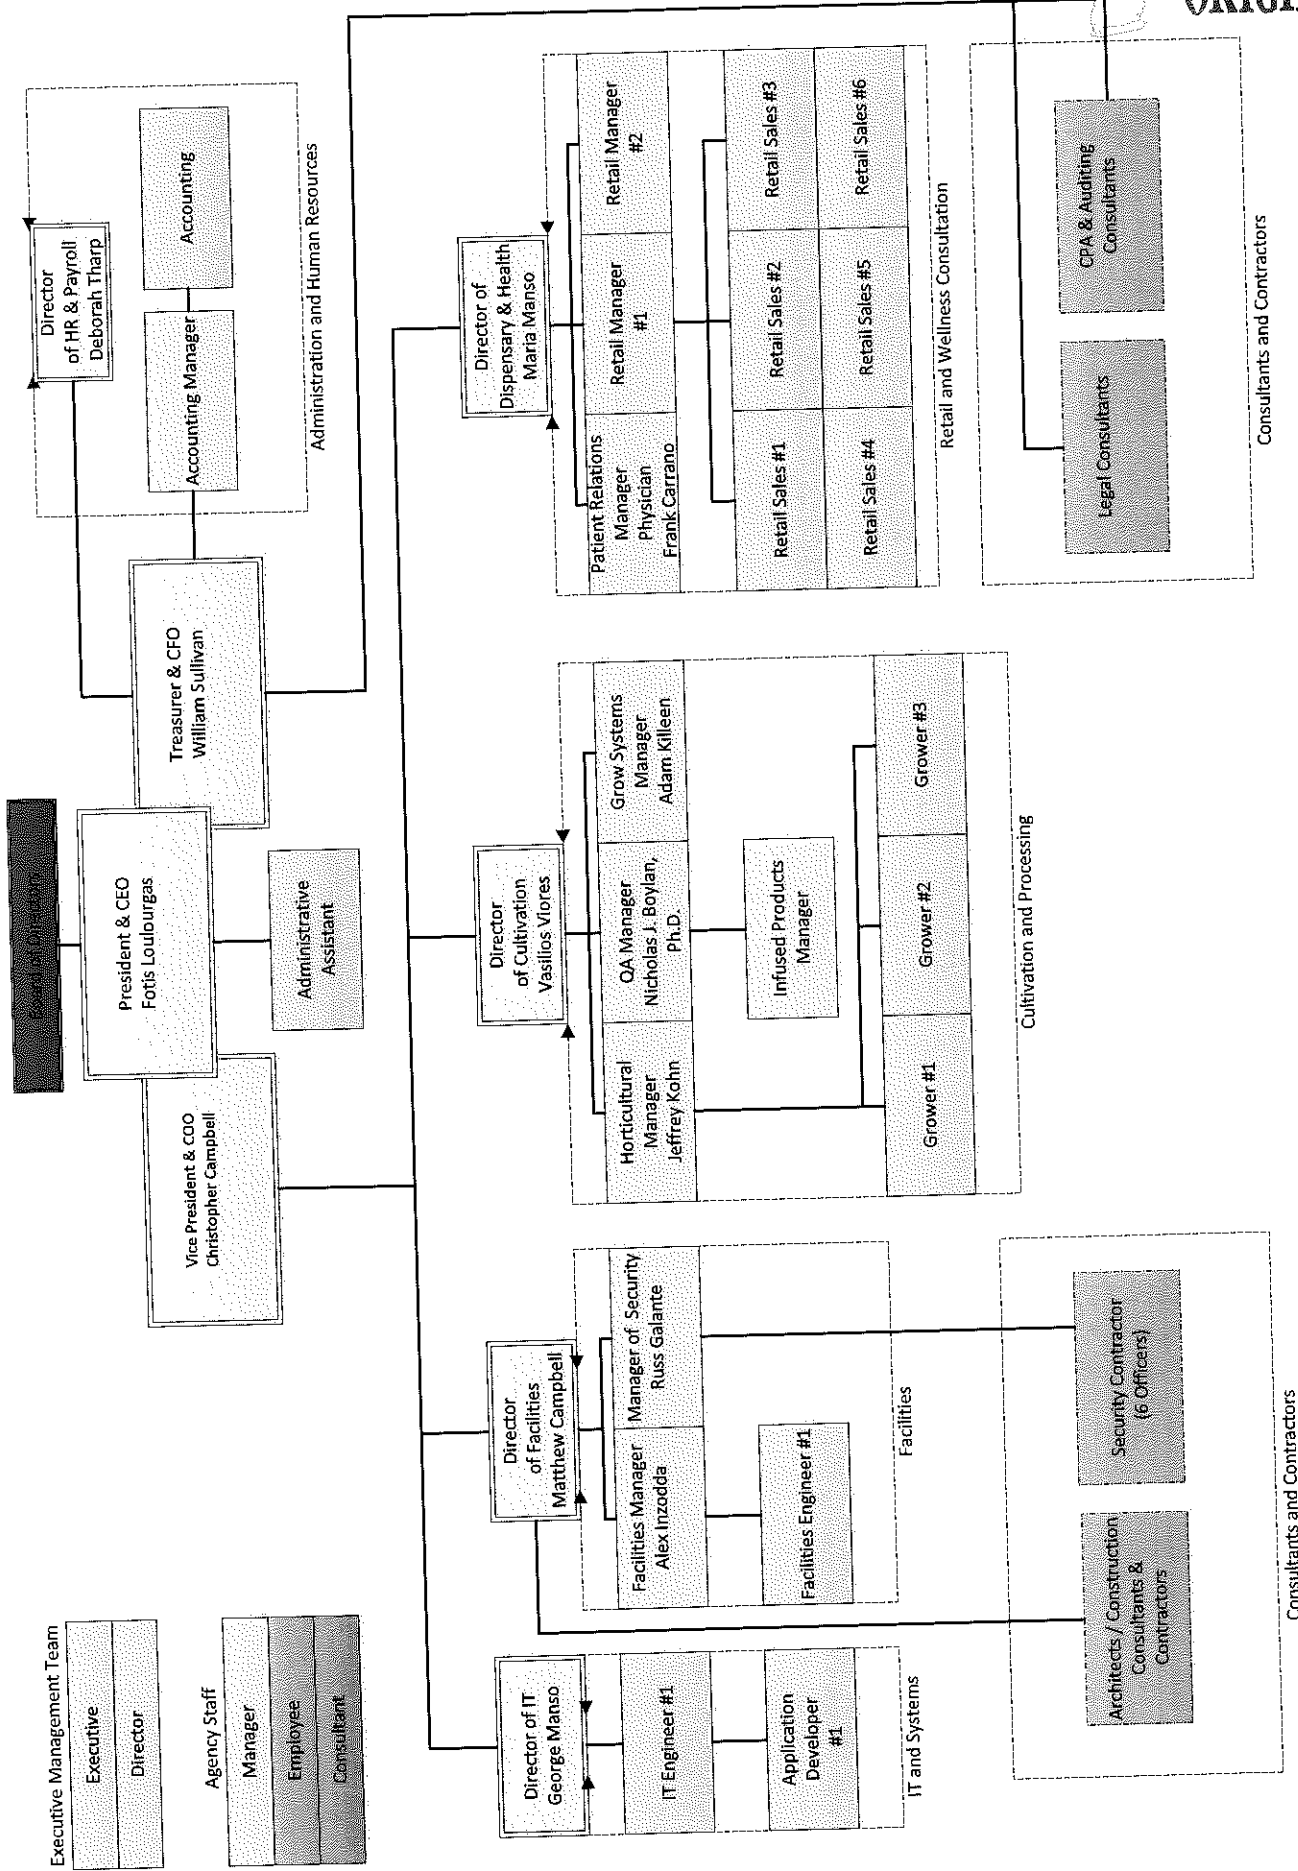 Executive Management Team
Executive
Director
Agency Staff
Manager
Employee
Consultant
Board of Directors
President & CEO
Fotis Loulourgas
Vice President & COO
Christopher Campbell
Treasurer & CFO
William Sullivan
Administrative
Assistant
Director
of HR & Payroll
Deborah Tharp
Accounting Manager
Accounting
Administration and Human Resources
Director of IT
George Manso
IT Engineer #1
Application
Developer
#1
IT and Systems
Director
of Facilities
Matthew Campbell
Facilities Manager
Alex Inzodda
Manager of Security
Russ Galante
Facilities Engineer #1
Facilities
Director
of Cultivation
Vasilios Vlores
Horticultural
Manager
Jeffrey Kohn
QA Manager
Nicholas J. Boylan,
Ph.D.
Grow Systems
Manager
Adam Killeen
Infused Products
Manager
Grower #1
Grower #2
Grower #3
Cultivation and Processing
Director of
Dispensary & Health
Maria Manso
Patient Relations
Manager
Physician
Frank Carrano
Retail Manager
#1
Retail Manager
#2
Retail Sales #1
Retail Sales #2
Retail Sales #3
Retail Sales #4
Retail Sales #5
Retail Sales #6
Retail and Wellness Consultation
Architects / Construction
Consultants &
Contractors
Security Contractor
(6 Officers)
Consultants and Contractors
Legal Consultants
CPA & Auditing
Consultants
Consultants and Contractors